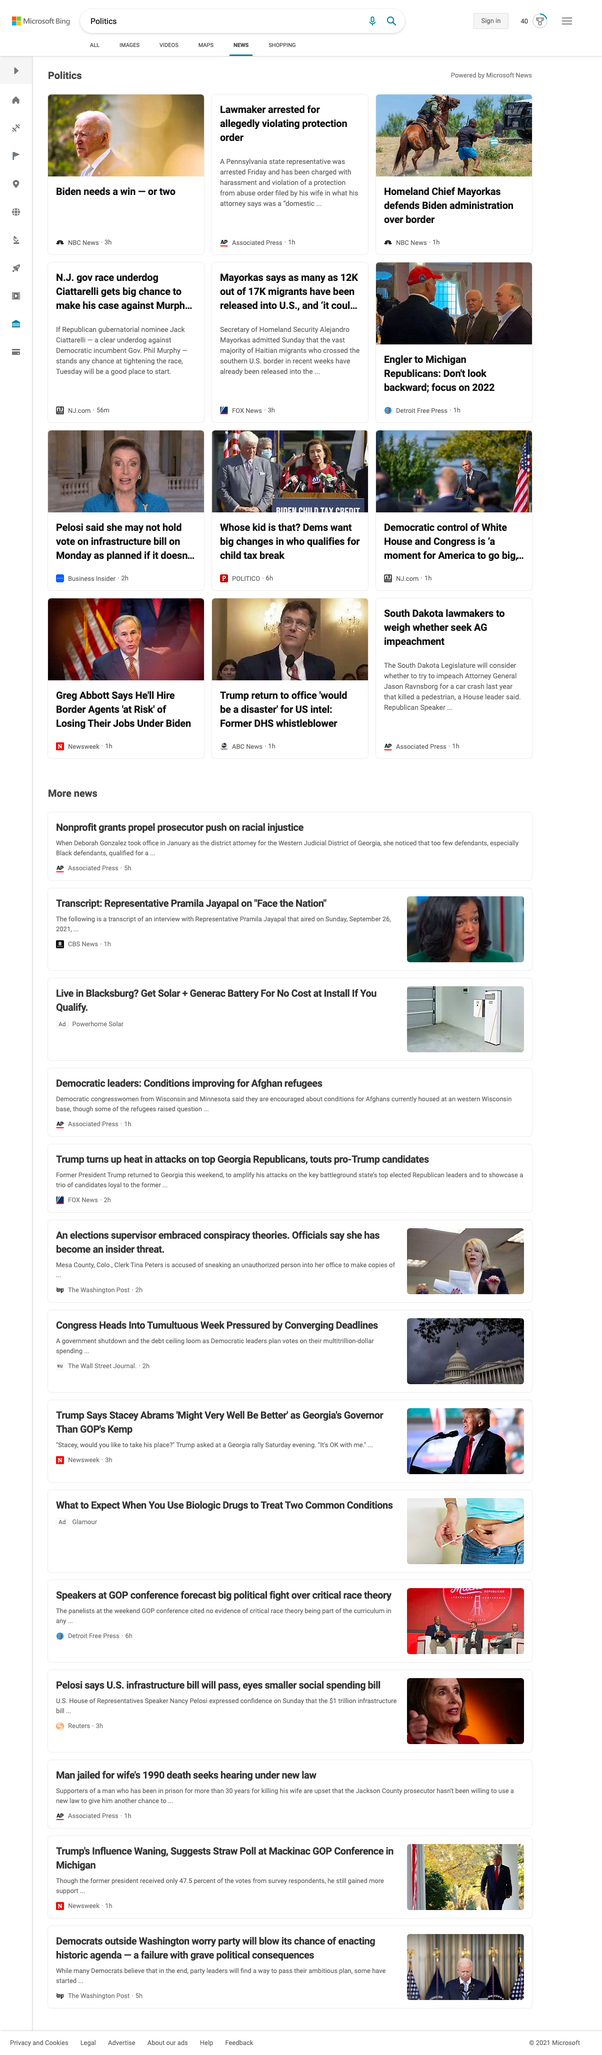 Microsoft Bing
Politics
Sign in
40
ALL
IMAGES
VIDEOS
MAPS
NEWS
SHOPPING
Politics
Powered by Microsoft News
Biden needs a win — or two
NBC News · 3h
Lawmaker arrested for
allegedly violating protection
order
A Pennsylvania state representative was
arrested Friday and has been charged with
harassment and violation of a protection
from abuse order filed by his wife in what his
attorney says was a "domestic ...
AP Associated Press · 1h
Homeland Chief Mayorkas
defends Biden administration
over border
NBC News · 1h
N.J. gov race underdog
Ciattarelli gets big chance to
make his case against Murph...
If Republican gubernatorial nominee Jack
Ciattarelli — a clear underdog against
Democratic incumbent Gov. Phil Murphy —
stands any chance at tightening the race,
Tuesday will be a good place to start.
NJ.com · 56m
Mayorkas says as many as 12K
out of 17K migrants have been
released into U.S., and 'it coul...
Secretary of Homeland Security Alejandro
Mayorkas admitted Sunday that the vast
majority of Haitian migrants who crossed the
southern U.S. border in recent weeks have
already been released into the ...
FOX News · 3h
Engler to Michigan
Republicans: Don't look
backward; focus on 2022
Detroit Free Press · 1h
Pelosi said she may not hold
vote on infrastructure bill on
Monday as planned if it doesn...
Business Insider · 2h
BIDEN CHILD TAX CREDIT
Whose kid is that? Dems want
big changes in who qualifies for
child tax break
POLITICO · 6h
Democratic control of White
House and Congress is 'a
moment for America to go big,...
NJ.com · 1h
Greg Abbott Says He'll Hire
Border Agents 'at Risk' of
Losing Their Jobs Under Biden
N Newsweek · 1h
Trump return to office 'would
be a disaster' for US intel:
Former DHS whistleblower
ABC News · 1h
South Dakota lawmakers to
weigh whether seek AG
impeachment
The South Dakota Legislature will consider
whether to try to impeach Attorney General
Jason Ravnsborg for a car crash last year
that killed a pedestrian, a House leader said.
Republican Speaker ...
AP Associated Press · 1h
More news
Nonprofit grants propel prosecutor push on racial injustice
When Deborah Gonzalez took office in January as the district attorney for the Western Judicial District of Georgia, she noticed that too few defendants, especially
Black defendants, qualified for a ...
AP Associated Press · 5h
Transcript: Representative Pramila Jayapal on "Face the Nation"
The following is a transcript of an interview with Representative Pramila Jayapal that aired on Sunday, September 26,
2021, ...
CBS News · 1h
Live in Blacksburg? Get Solar + Generac Battery For No Cost at Install If You
Qualify.
Ad Powerhome Solar
Democratic leaders: Conditions improving for Afghan refugees
Democratic congresswomen from Wisconsin and Minnesota said they are encouraged about conditions for Afghans currently housed at an western Wisconsin
base, though some of the refugees raised question ...
AP Associated Press · 1h
Trump turns up heat in attacks on top Georgia Republicans, touts pro-Trump candidates
Former President Trump returned to Georgia this weekend, to amplify his attacks on the key battleground state's top elected Republican leaders and to showcase a
trio of candidates loyal to the former ...
FOX News · 2h
An elections supervisor embraced conspiracy theories. Officials say she has
become an insider threat.
Mesa County, Colo., Clerk Tina Peters is accused of sneaking an unauthorized person into her office to make copies of
...
wp The Washington Post · 2h
Congress Heads Into Tumultuous Week Pressured by Converging Deadlines
A government shutdown and the debt ceiling loom as Democratic leaders plan votes on their multitrillion-dollar
spending ...
WSJ The Wall Street Journal. · 2h
Trump Says Stacey Abrams 'Might Very Well Be Better' as Georgia's Governor
Than GOP's Kemp
"Stacey, would you like to take his place?" Trump asked at a Georgia rally Saturday evening. "It's OK with me." ...
N Newsweek · 3h
What to Expect When You Use Biologic Drugs to Treat Two Common Conditions
Ad Glamour
Speakers at GOP conference forecast big political fight over critical race theory
The panelists at the weekend GOP conference cited no evidence of critical race theory being part of the curriculum in
any ...
Detroit Free Press · 6h
Pelosi says U.S. infrastructure bill will pass, eyes smaller social spending bill
U.S. House of Representatives Speaker Nancy Pelosi expressed confidence on Sunday that the $1 trillion infrastructure
bill ...
Reuters · 3h
Man jailed for wife's 1990 death seeks hearing under new law
Supporters of a man who has been in prison for more than 30 years for killing his wife are upset that the Jackson County prosecutor hasn't been willing to use a
new law to give him another chance to ...
AP Associated Press · 1h
Trump's Influence Waning, Suggests Straw Poll at Mackinac GOP Conference in
Michigan
Though the former president received only 47.5 percent of the votes from survey respondents, he still gained more
support ...
N Newsweek · 1h
Democrats outside Washington worry party will blow its chance of enacting
historic agenda — a failure with grave political consequences
While many Democrats believe that in the end, party leaders will find a way to pass their ambitious plan, some have
started ...
wp The Washington Post · 5h
Privacy and Cookies
Legal
Advertise
About our ads
Help
Feedback
© 2021 Microsoft